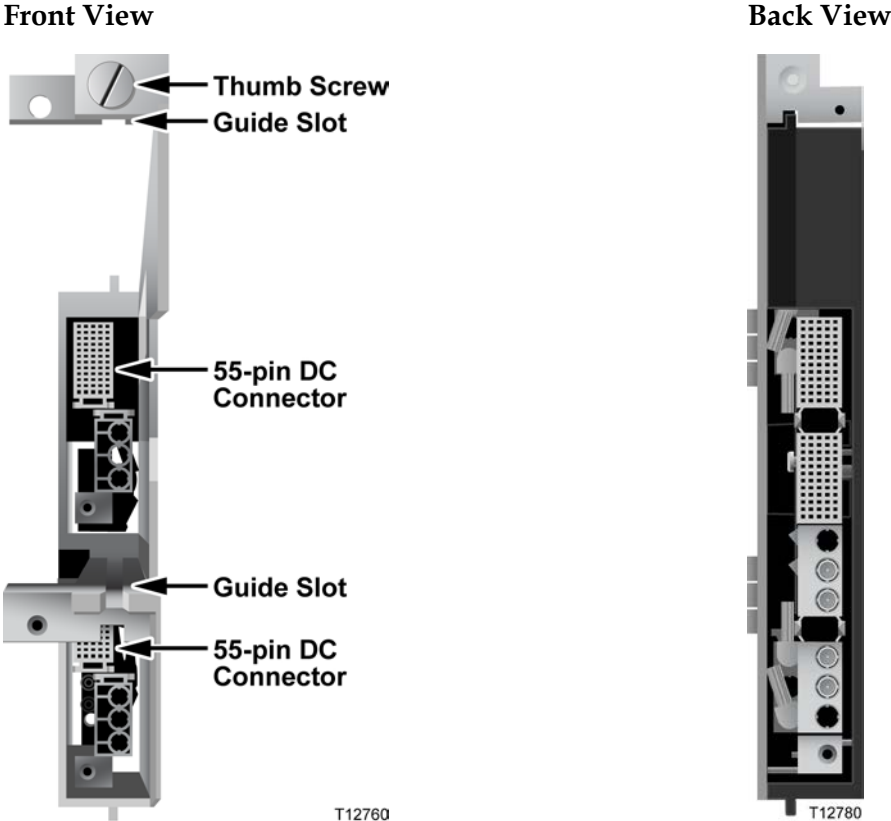 Front View
Back View
Thumb Screw
Guide Slot
55-pin DC
Connector
Guide Slot
55-pin DC
Connector
T12760
T12780